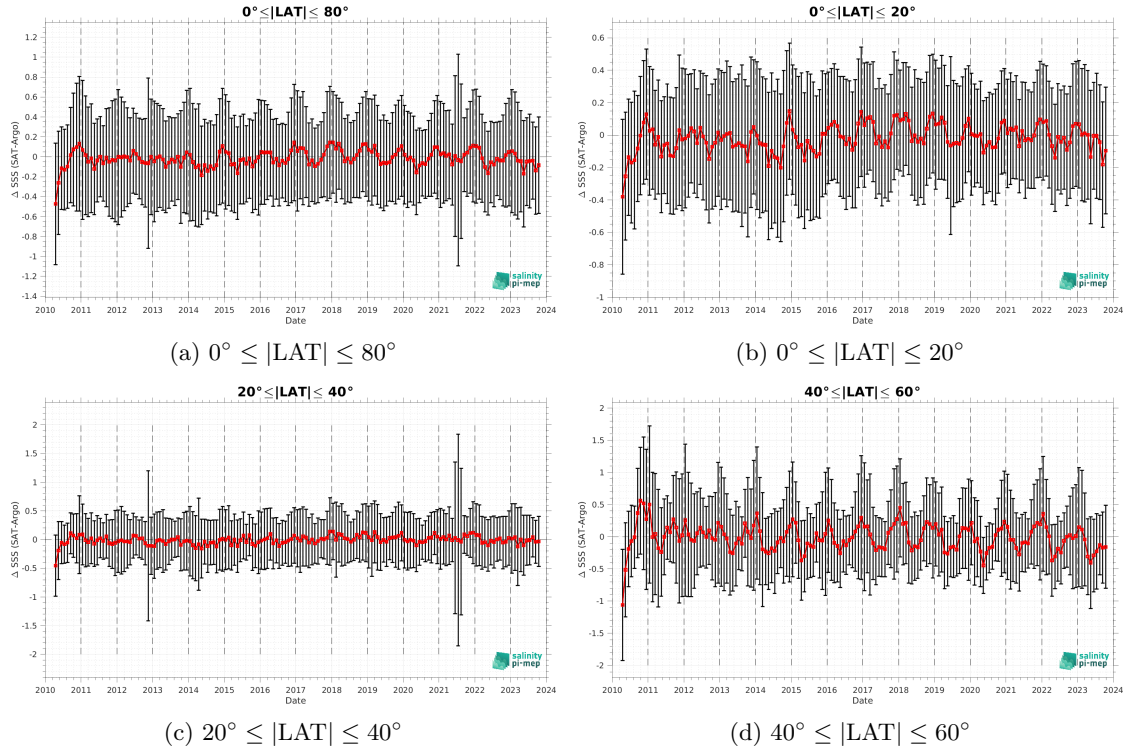 0°≤|LAT|≤ 80°
Δ SSS (SAT-Argo)
1.2
1
0.8
0.6
0.4
0.2
0
-0.2
-0.4
-0.6
-0.8
-1
-1.2
-1.4
2010 2011 2012 2013 2014 2015 2016 2017 2018 2019 2020 2021 2022 2023 2024
Date
salinity
pi-mep
(a) 0° ≤ |LAT| ≤ 80°
0°≤|LAT|≤ 20°
Δ SSS (SAT-Argo)
0.6
0.4
0.2
0
-0.2
-0.4
-0.6
-0.8
-1
2010 2011 2012 2013 2014 2015 2016 2017 2018 2019 2020 2021 2022 2023 2024
Date
salinity
pi-mep
(b) 0° ≤ |LAT| ≤ 20°
20°≤|LAT|≤ 40°
Δ SSS (SAT-Argo)
2
1.5
1
0.5
0
-0.5
-1
-1.5
-2
2010 2011 2012 2013 2014 2015 2016 2017 2018 2019 2020 2021 2022 2023 2024
Date
salinity
pi-mep
(c) 20° ≤ |LAT| ≤ 40°
40°≤|LAT|≤ 60°
Δ SSS (SAT-Argo)
2
1.5
1
0.5
0
-0.5
-1
-1.5
-2
2010 2011 2012 2013 2014 2015 2016 2017 2018 2019 2020 2021 2022 2023 2024
Date
salinity
pi-mep
(d) 40° ≤ |LAT| ≤ 60°